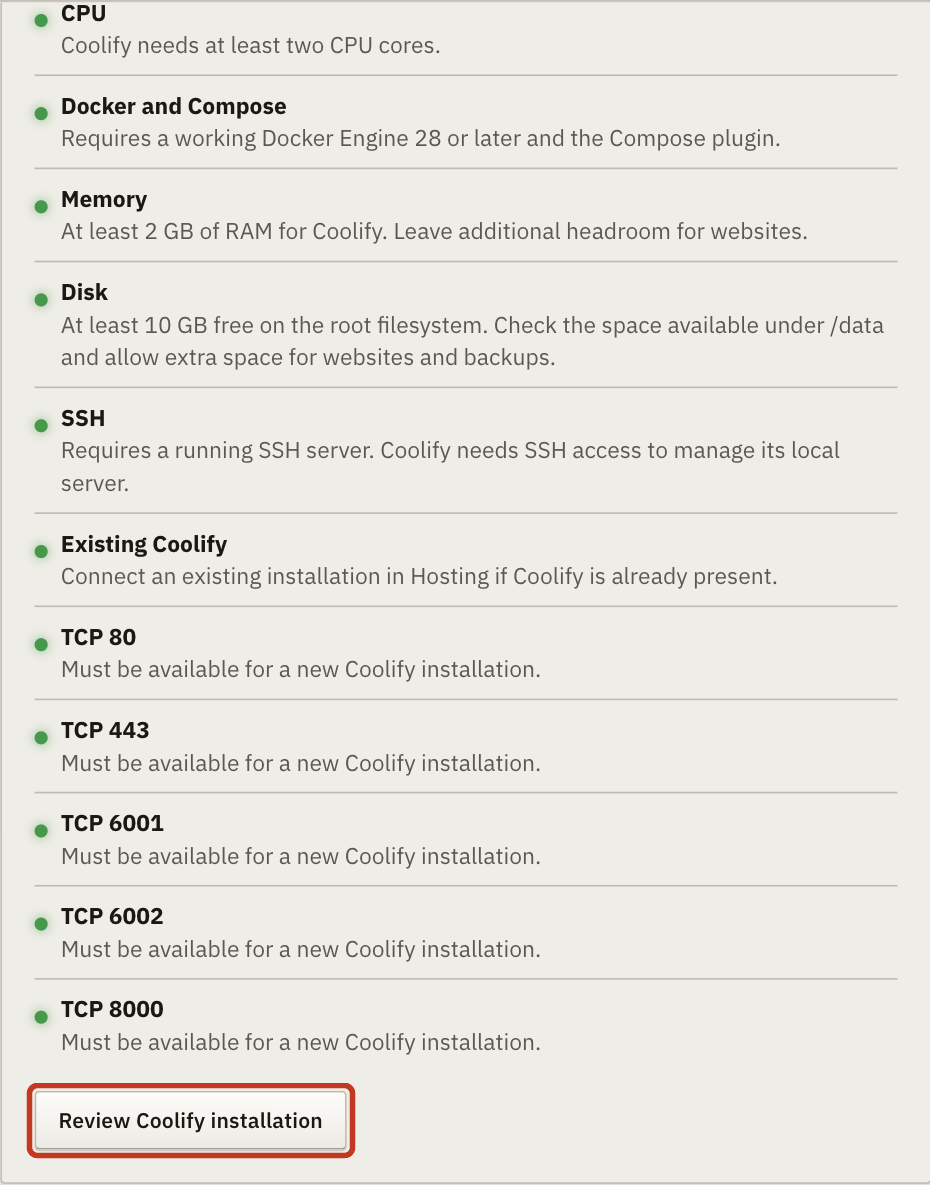 CPU
Coolify needs at least two CPU cores.
Docker and Compose
Requires a working Docker Engine 28 or later and the Compose plugin.
Memory
At least 2 GB of RAM for Coolify. Leave additional headroom for websites.
Disk
At least 10 GB free on the root filesystem. Check the space available under /data
and allow extra space for websites and backups.
SSH
Requires a running SSH server. Coolify needs SSH access to manage its local
server.
Existing Coolify
Connect an existing installation in Hosting if Coolify is already present.
TCP 80
Must be available for a new Coolify installation.
TCP 443
Must be available for a new Coolify installation.
TCP 6001
Must be available for a new Coolify installation.
TCP 6002
Must be available for a new Coolify installation.
TCP 8000
Must be available for a new Coolify installation.
Review Coolify installation